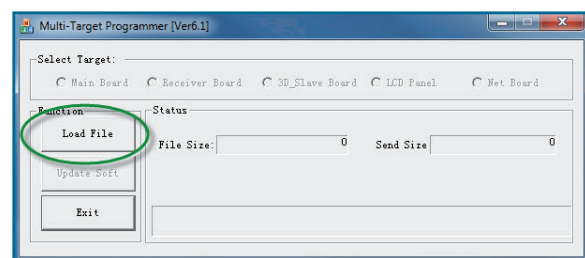 Multi-Target Programmer [Ver6.1]
Select Target:
Main Board Receiver Board 3D_Slave Board LCD Panel Net Board
Function Status
Load File
File Size: 0 Send Size 0
Update Soft
Exit